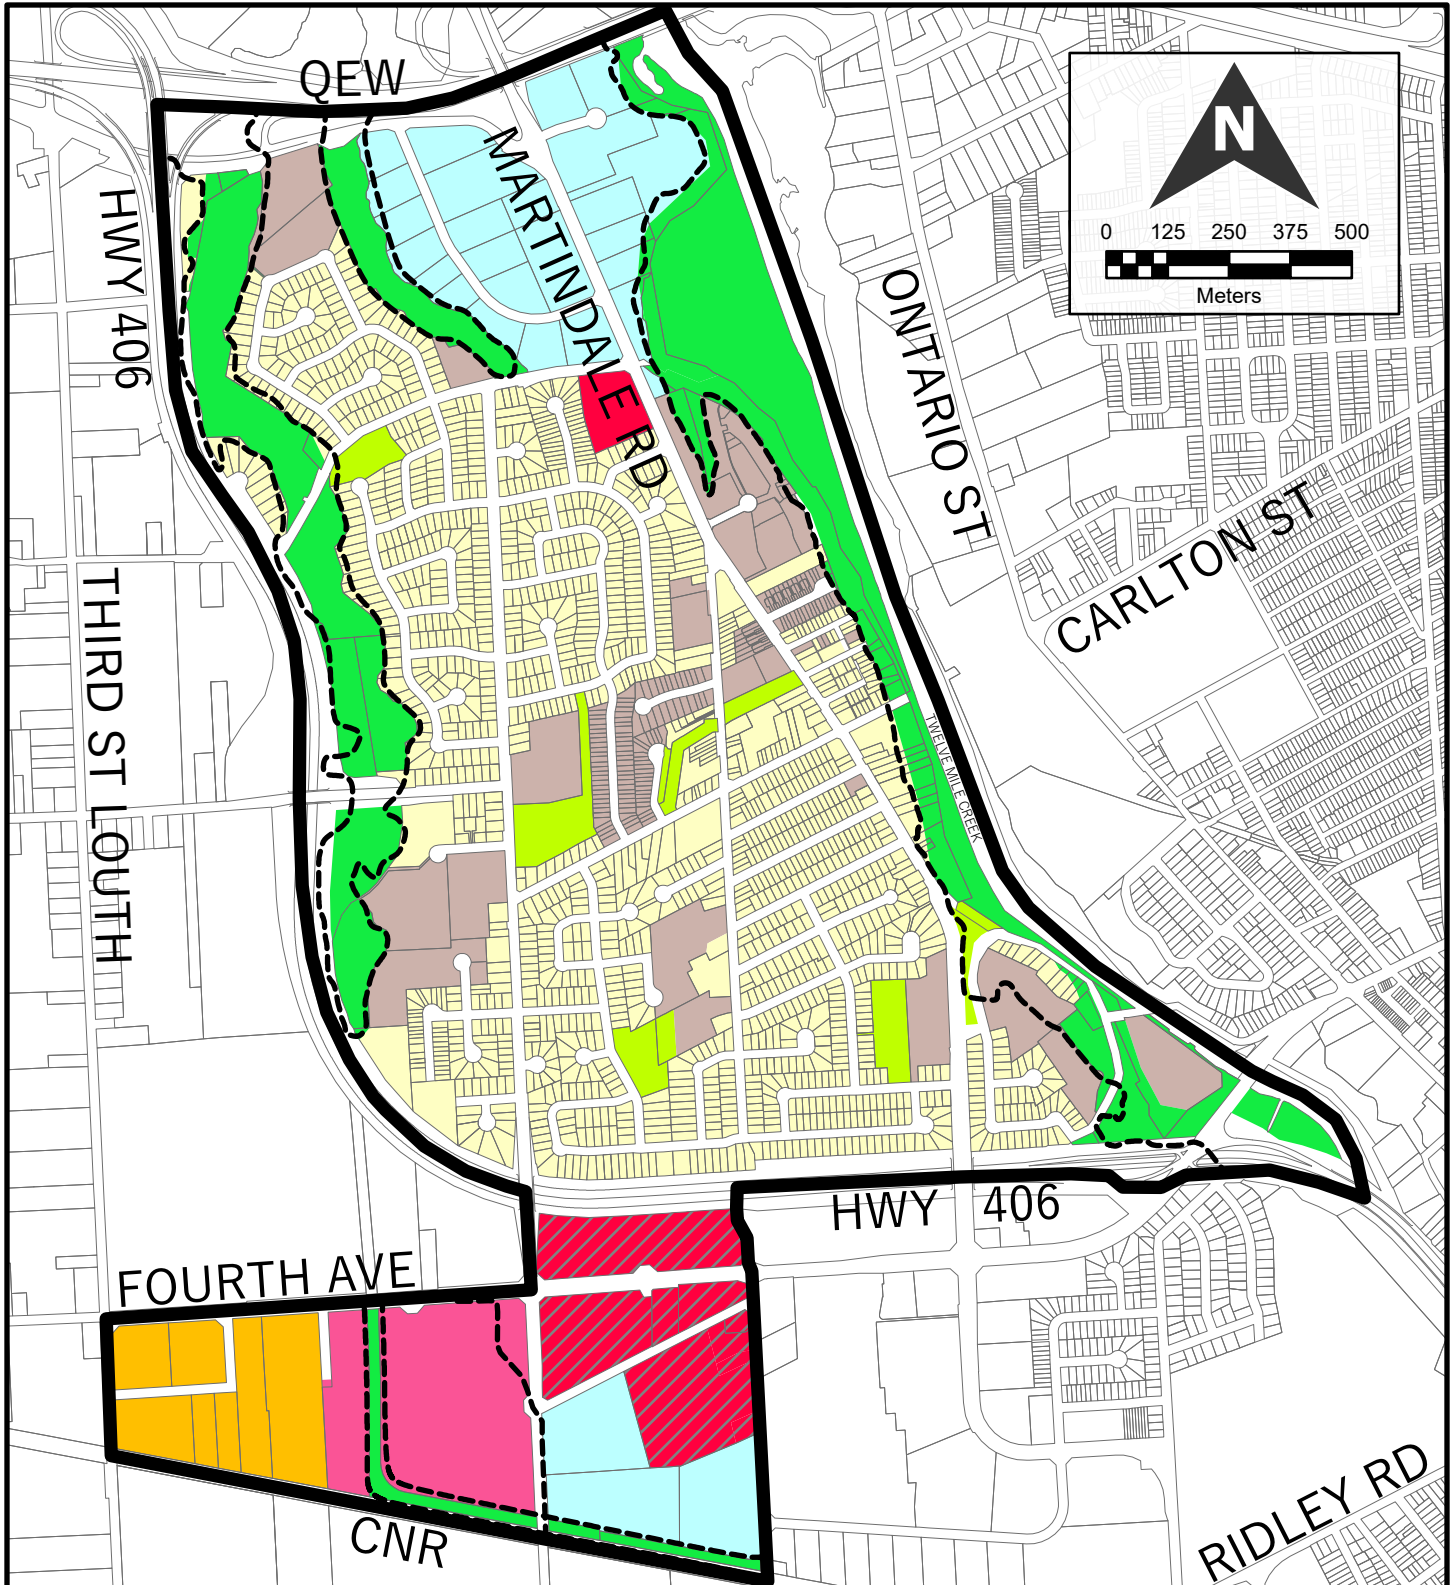 QEW
N
0 125 250 375 500
Meters
MARTINDALE RD
HWY 406
ONTARIO ST
CARLTON ST
THIRD ST LOUTH
TWELVE MILE CREEK
HWY 406
FOURTH AVE
CNR
RIDLEY RD